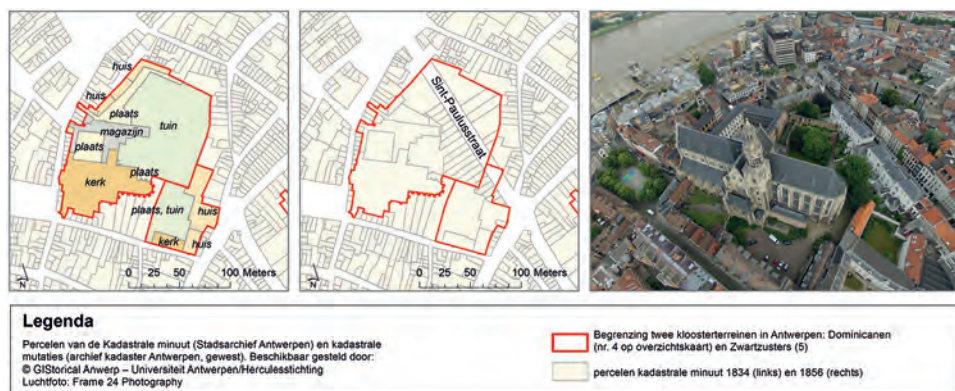 huis
huis
plaats
tuin
magazijn
plaats
plaats
kerk
plaats, tuin
huis
kerk
huis
0 25 50 100 Meters
N
Sint-Paulusstraat
0 25 50 100 Meters
N
Legenda
Percelen van de Kadastrale minuut (Stadsarchief Antwerpen) en kadastrale
mutaties (archief kadaster Antwerpen, gewest). Beschikbaar gesteld door:
© GIStorical Anwerp – Universiteit Antwerpen/Herculesstichting
Luchtfoto: Frame 24 Photography
Begrenzing twee kloosterterreinen in Antwerpen: Dominicanen
(nr. 4 op overzichtskaart) en Zwartzusters (5)
percelen kadastrale minuut 1834 (links) en 1856 (rechts)